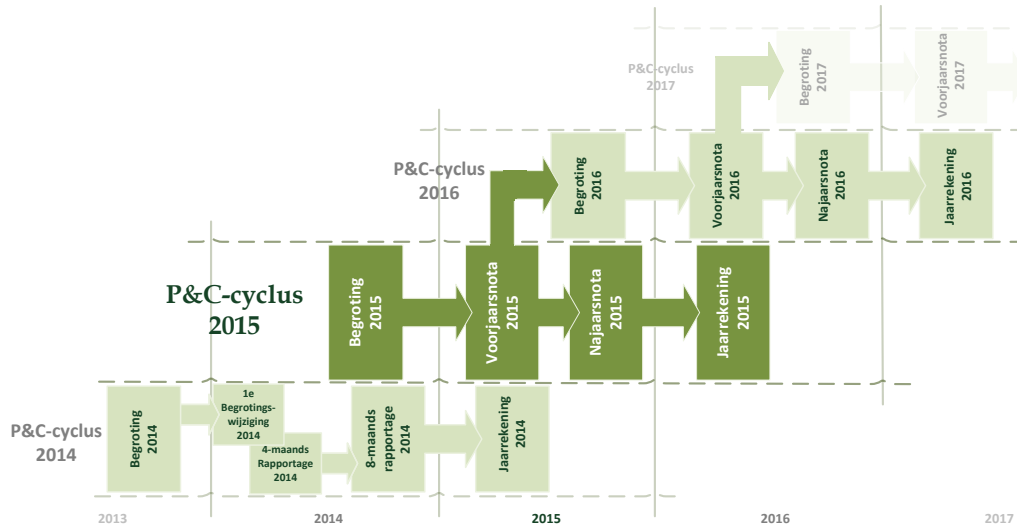 P&C-cyclus
2017
Begroting
2017
Voorjaarsnota
2017
P&C-cyclus
2016
Begroting
2016
Voorjaarsnota
2016
Najaarsnota
2016
Jaarrekening
2016
P&C-cyclus
2015
Begroting
2015
Voorjaarsnota
2015
Najaarsnota
2015
Jaarrekening
2015
P&C-cyclus
2014
Begroting
2014
1e
Begrotings-
wijziging
2014
4-maands
Rapportage
2014
8-maands
rapportage
2014
Jaarrekening
2014
2013
2014
2015
2016
2017